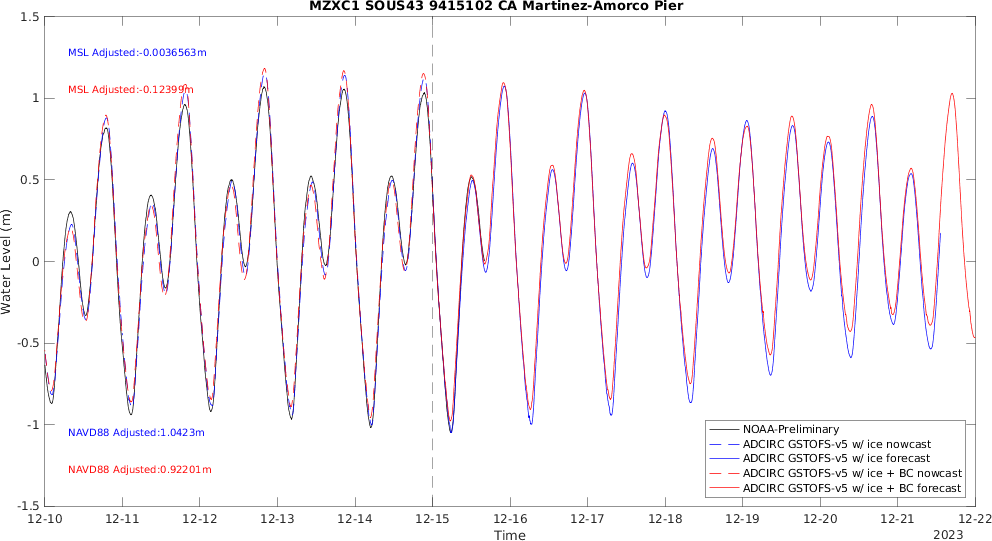 MZXC1 SOUS43 9415102 CA Martinez-Amorco Pier
1.5
MSL Adjusted:-0.0036563m
MSL Adjusted:-0.12399m
1
0.5
Water Level (m)
0
-0.5
-1
NAVD88 Adjusted:1.0423m
NAVD88 Adjusted:0.92201m
-1.5
NOAA-Preliminary
ADCIRC GSTOFS-v5 w/ ice nowcast
ADCIRC GSTOFS-v5 w/ ice forecast
ADCIRC GSTOFS-v5 w/ ice + BC nowcast
ADCIRC GSTOFS-v5 w/ ice + BC forecast
12-10 12-11 12-12 12-13 12-14 12-15 12-16 12-17 12-18 12-19 12-20 12-21 12-22
Time
2023